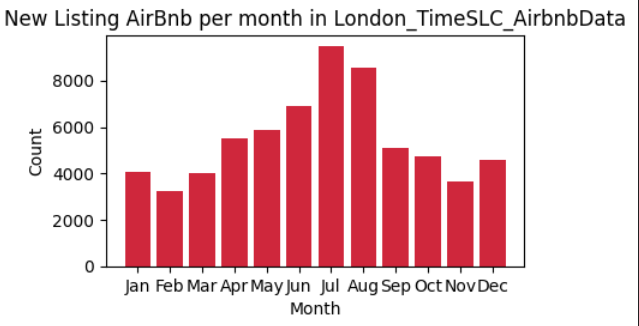 New Listing AirBnb per month in London_TimeSLC_AirbnbData
8000
6000
4000
2000
0
Count
Jan Feb Mar Apr May Jun Jul Aug Sep Oct Nov Dec
Month